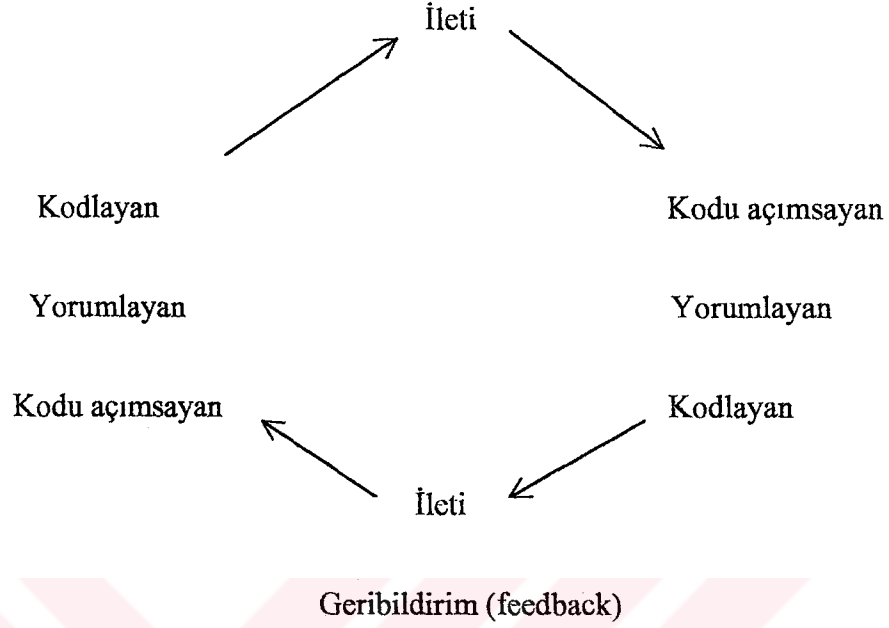 İleti
Kodlayan
Kodu açımsayan
Yorumlayan
Yorumlayan
Kodu açımsayan
Kodlayan
İleti
Geribildirim (feedback)